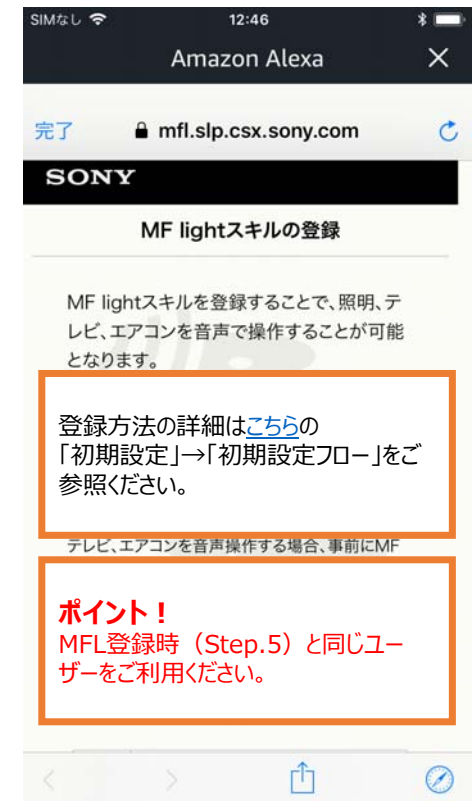 SIMなし 12:46
Amazon Alexa
完了 mfl.slp.csx.sony.com
SONY
MF lightスキルの登録
MF lightスキルを登録することで、照明、テ
レビ、エアコンを音声で操作することが可能
となります。
登録方法の詳細はこちらの
「初期設定」→「初期設定フロー」をご
参照ください。
テレビ、エアコンを音声操作する場合、事前にMF
ポイント！
MFL登録時（Step.5）と同じユー
ザーをご利用ください。